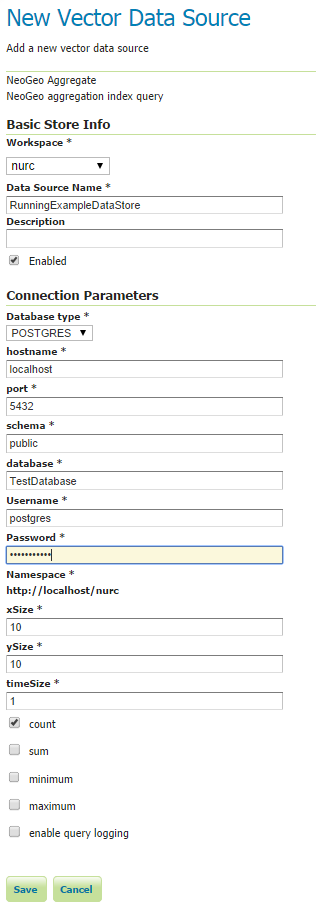 New Vector Data Source
Add a new vector data source
NeoGeo Aggregate
NeoGeo aggregation index query
Basic Store Info
Workspace *
nurc
Data Source Name *
RunningExampleDataStore
Description
Enabled
Connection Parameters
Database type *
POSTGRES
hostname *
localhost
port *
5432
schema *
public
database *
TestDatabase
Username *
postgres
Password *
•••••••••••
Namespace *
http://localhost/nurc
xSize *
10
ySize *
10
timeSize *
1
count
sum
minimum
maximum
enable query logging
Save Cancel